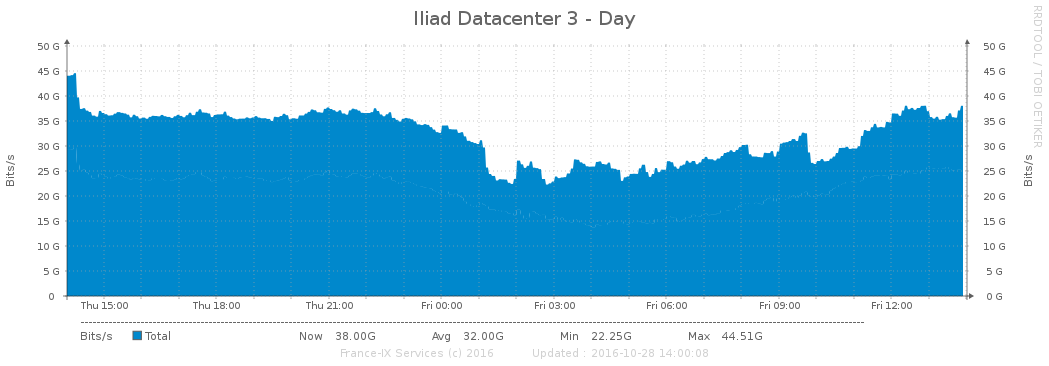 Iliad Datacenter 3 - Day
RRDTOOL / TOBI OETIKER
Bits/s
50 G 50 G
45 G 45 G
40 G 40 G
35 G 35 G
30 G 30 G
25 G 25 G
20 G 20 G
15 G 15 G
10 G 10 G
5 G 5 G
0 0 G
Bits/s
Thu 15:00 Thu 18:00 Thu 21:00 Fri 00:00 Fri 03:00 Fri 06:00 Fri 09:00 Fri 12:00
Bits/s Total Now 38.00G Avg 32.00G Min 22.25G Max 44.51G
France-IX Services (c) 2016 Updated : 2016-10-28 14:00:08